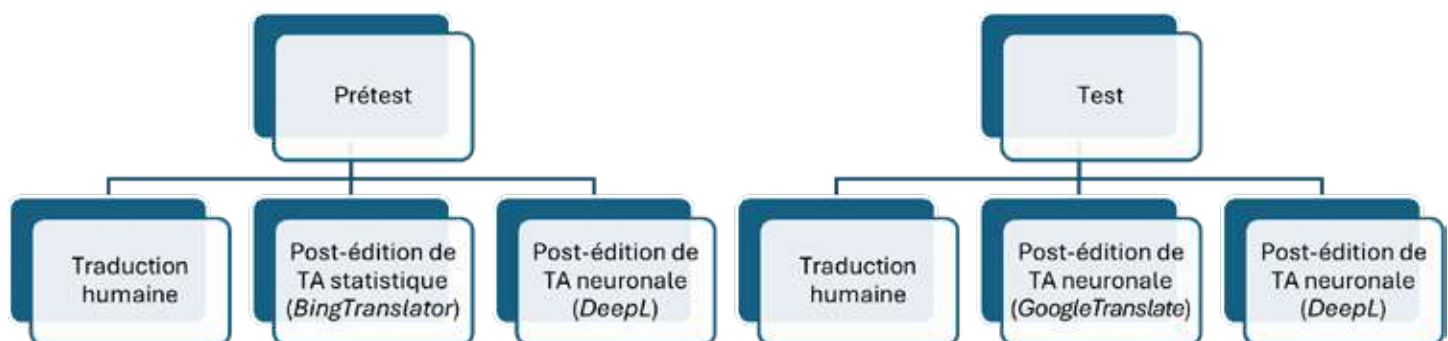 Prétest
Test
Traduction
humaine
Post-édition de
TA statistique
(BingTranslator)
Post-édition de
TA neuronale
(DeepL)
Traduction
humaine
Post-édition de
TA neuronale
(GoogleTranslate)
Post-édition de
TA neuronale
(DeepL)